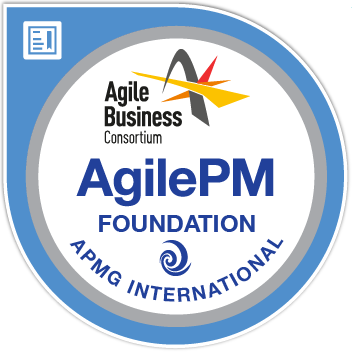 Agile
Business
Consortium
AgilePM
FOUNDATION
APMG INTERNATIONAL